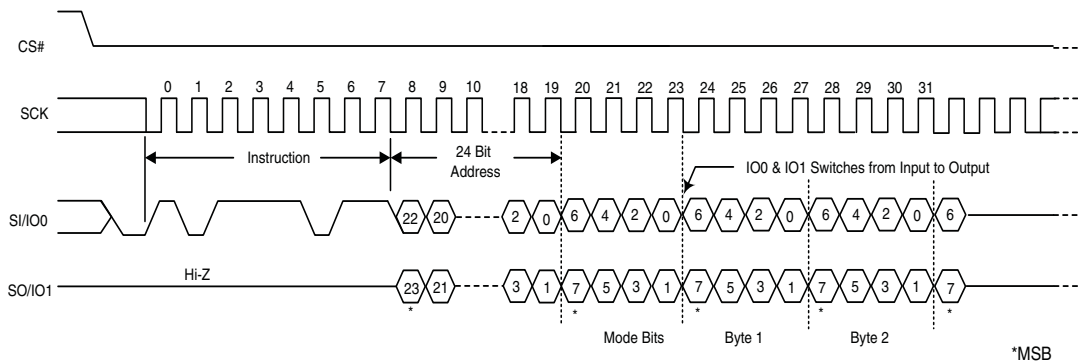 CS#
0 1 2 3 4 5 6 7 8 9 10 18 19 20 21 22 23 24 25 26 27 28 29 30 31
SCK
Instruction
24 Bit
Address
IO0 & IO1 Switches from Input to Output
SI/IO0
22 20 2 0 6 4 2 0 6 4 2 0 6 4 2 0 6
Hi-Z
SO/IO1
23 21 3 1 7 5 3 1 7 5 3 1 7 5 3 1 7
* * * * *
Mode Bits Byte 1 Byte 2
*MSB